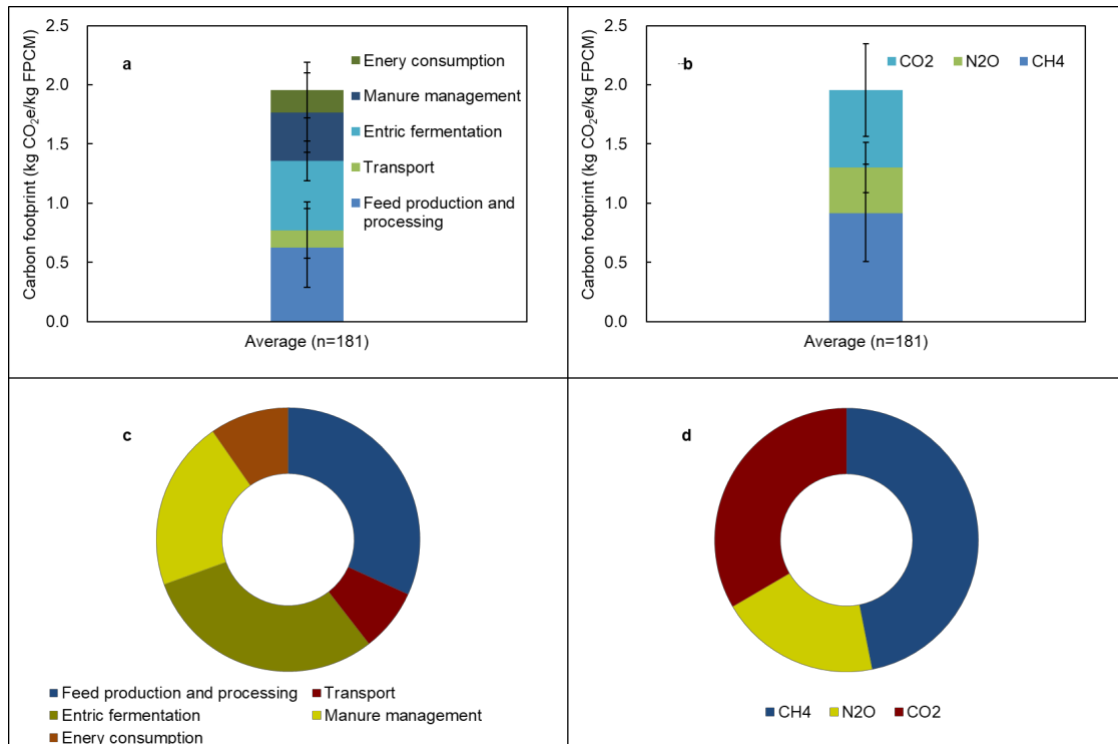 Carbon footprint (kg CO₂e/kg FPCM)
2.5
2.0
1.5
1.0
0.5
0.0
a
Enery consumption
Manure management
Entric fermentation
Transport
Feed production and
processing
Average (n=181)
Carbon footprint (kg CO₂e/kg FPCM)
2.5
2.0
1.5
1.0
0.5
0.0
b
CO2 N2O CH4
Average (n=181)
c
Feed production and processing Transport
Entric fermentation Manure management
Enery consumption
d
CH4 N2O CO2